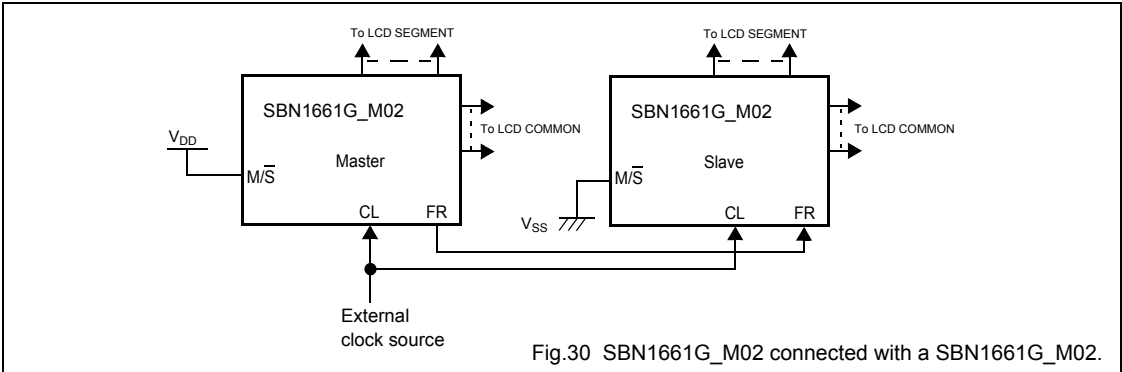 To LCD SEGMENT
To LCD SEGMENT
SBN1661G_M02
SBN1661G_M02
To LCD COMMON
To LCD COMMON
VDD
Master
Slave
M/S̅
M/S̅
CL FR
CL FR
VSS
External
clock source
Fig.30 SBN1661G_M02 connected with a SBN1661G_M02.